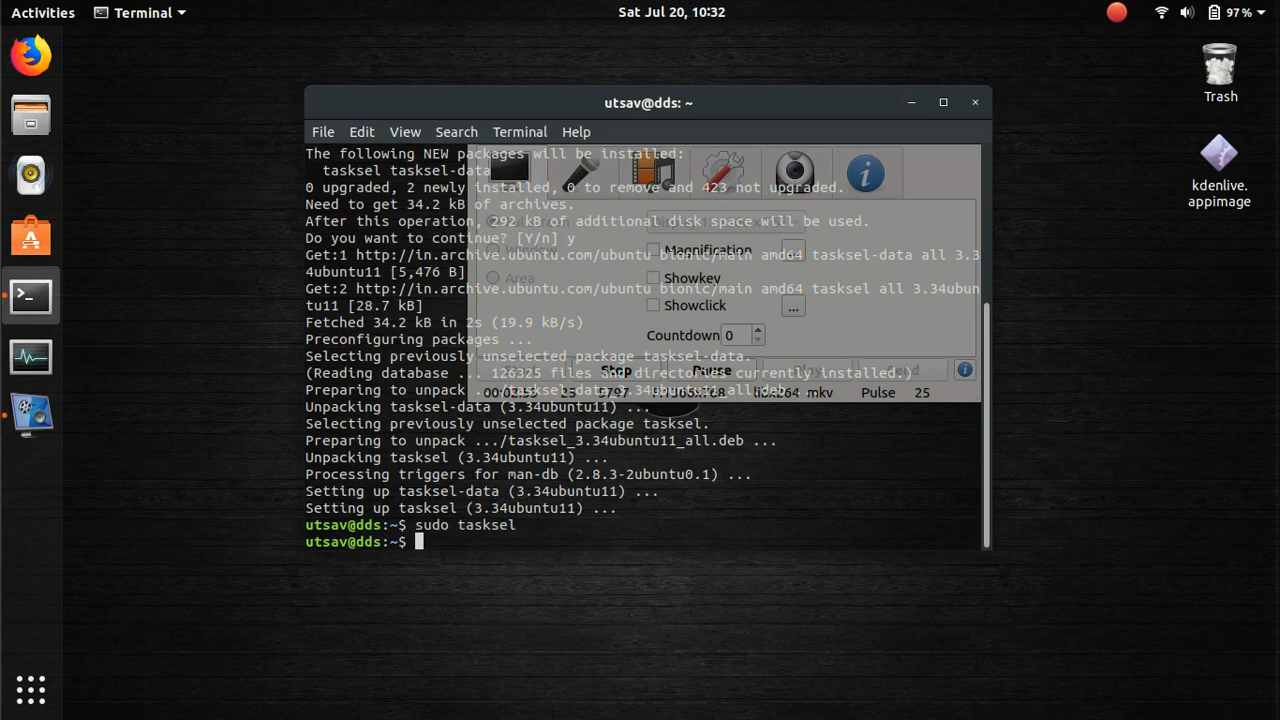 Activities
Terminal
Sat Jul 20, 10:32
97 %
Trash
kdenlive.
appimage
utsav@dds: ~
File Edit View Search Terminal Help
The following NEW packages will be installed:
tasksel tasksel-data
0 upgraded, 2 newly installed, 0 to remove and 423 not upgraded.
Need to get 34.2 kB of archives.
After this operation, 292 kB of additional disk space will be used.
Do you want to continue? [Y/n] y
Get:1 http://in.archive.ubuntu.com/ubuntu bionic/main amd64 tasksel-data all 3.3
4ubuntu11 [5,476 B]
Get:2 http://in.archive.ubuntu.com/ubuntu bionic/main amd64 tasksel all 3.34ubun
tu11 [28.7 kB]
Fetched 34.2 kB in 2s (19.9 kB/s)
Preconfiguring packages ...
Selecting previously unselected package tasksel-data.
(Reading database ... 126325 files and directories currently installed.)
Preparing to unpack .../tasksel-data_3.34ubuntu11_all.deb ...
Unpacking tasksel-data (3.34ubuntu11) ...
Selecting previously unselected package tasksel.
Preparing to unpack .../tasksel_3.34ubuntu11_all.deb ...
Unpacking tasksel (3.34ubuntu11) ...
Processing triggers for man-db (2.8.3-2ubuntu0.1) ...
Setting up tasksel-data (3.34ubuntu11) ...
Setting up tasksel (3.34ubuntu11) ...
utsav@dds:~$ sudo tasksel
utsav@dds:~$
Magnification
Area
Showkey
Showclick
...
Countdown 0
Stop
Pause
mkv
Pulse
25